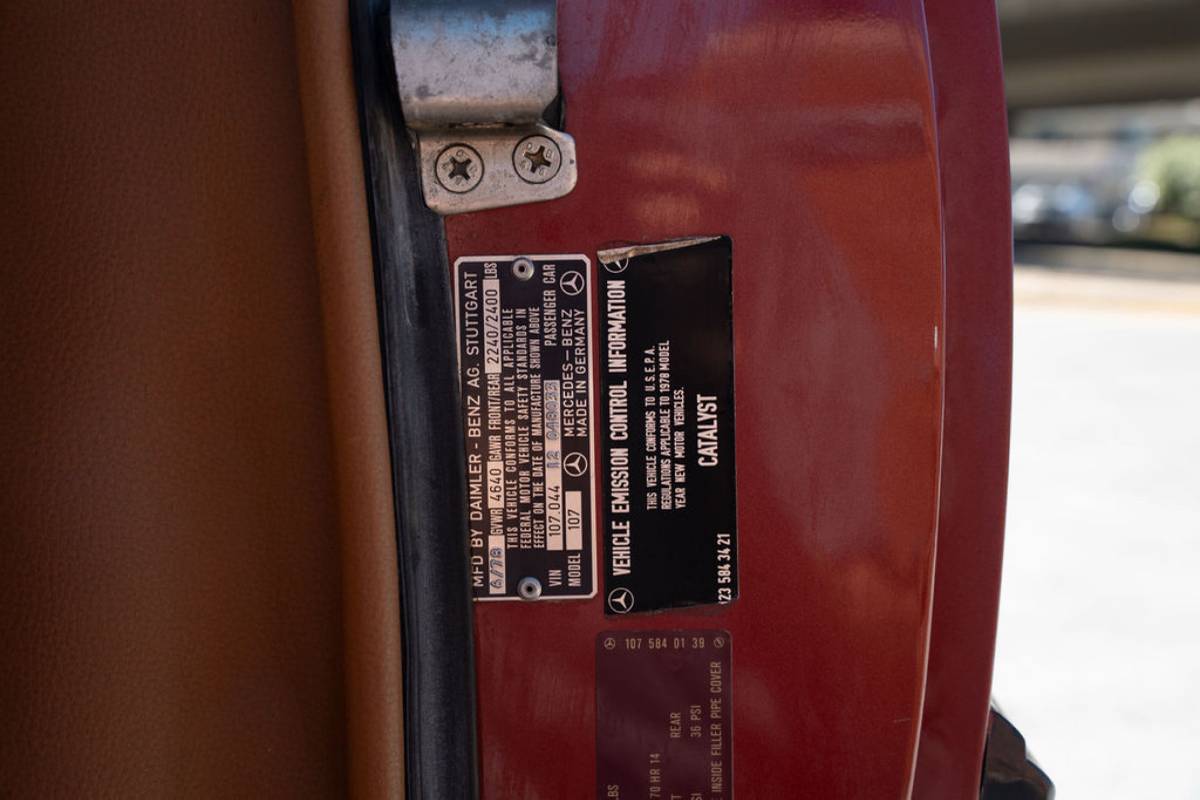 MFD BY DAIMLER - BENZ AG. STUTTGART
6/78 GVWR 4640 GAWR FRONT/REAR 2240/2400 LBS
THIS VEHICLE CONFORMS TO ALL APPLICABLE
FEDERAL MOTOR VEHICLE SAFETY STANDARDS IN
EFFECT ON THE DATE OF MANUFACTURE SHOWN ABOVE
VIN 107.044 12 PASSENGER CAR
MODEL 107 MERCEDES-BENZ
MADE IN GERMANY
VEHICLE EMISSION CONTROL INFORMATION
THIS VEHICLE CONFORMS TO U.S.E.P.A.
REGULATIONS APPLICABLE TO 1978 MODEL
YEAR NEW MOTOR VEHICLES.
CATALYST
123 584 34 21
107 584 01 39
LBS
70 HR 14
REAR
36 PSI
INSIDE FILLER PIPE COVER